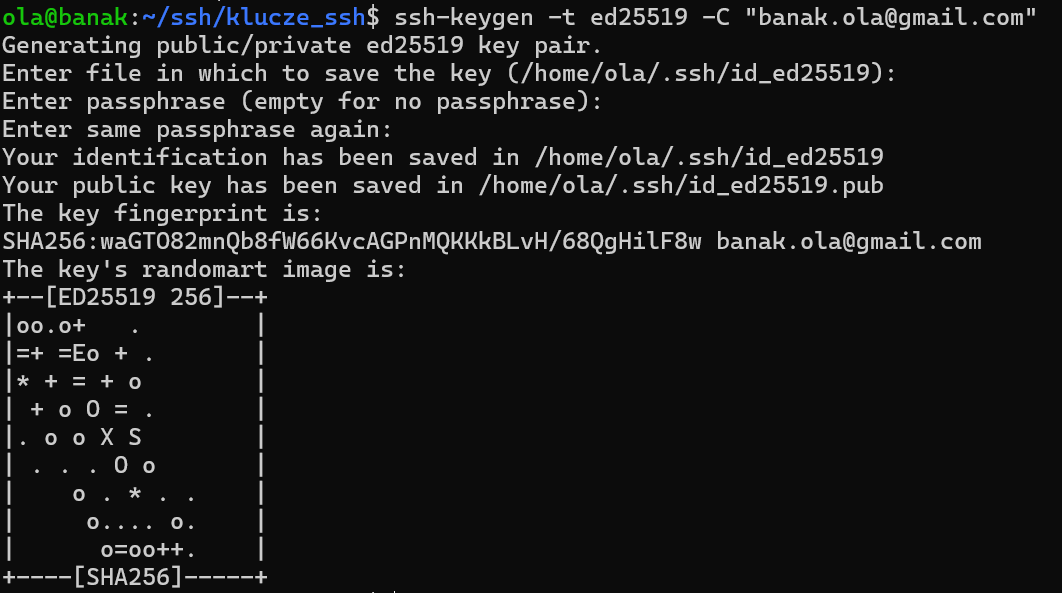 ola@banak:~/ssh/klucze_ssh$ ssh-keygen -t ed25519 -C "banak.ola@gmail.com"
Generating public/private ed25519 key pair.
Enter file in which to save the key (/home/ola/.ssh/id_ed25519):
Enter passphrase (empty for no passphrase):
Enter same passphrase again:
Your identification has been saved in /home/ola/.ssh/id_ed25519
Your public key has been saved in /home/ola/.ssh/id_ed25519.pub
The key fingerprint is:
SHA256:waGTO82mnQb8fW66KvcAGPnMQKKkBLvH/68QgHilF8w banak.ola@gmail.com
The key's randomart image is:
+--[ED25519 256]--+
|oo.o+   .        |
|=+ =Eo + .       |
|* + = + o        |
| + o O = .       |
|. o o X S        |
| . . . O o       |
|    o . * . .    |
|     o.... o.    |
|      o=oo++.    |
+----[SHA256]-----+